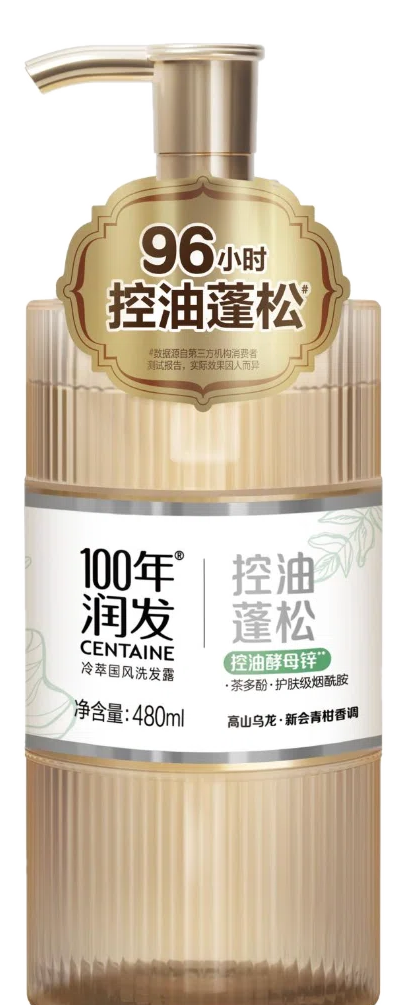 96小时
控油蓬松#
#数据源自第三方机构消费者
测试报告，实际效果因人而异
100年®
润发
CENTAINE
冷萃国风洗发露
净含量：480ml
控油
蓬松
控油酵母锌**
·茶多酚·护肤级烟酰胺
高山乌龙·新会青柑香调